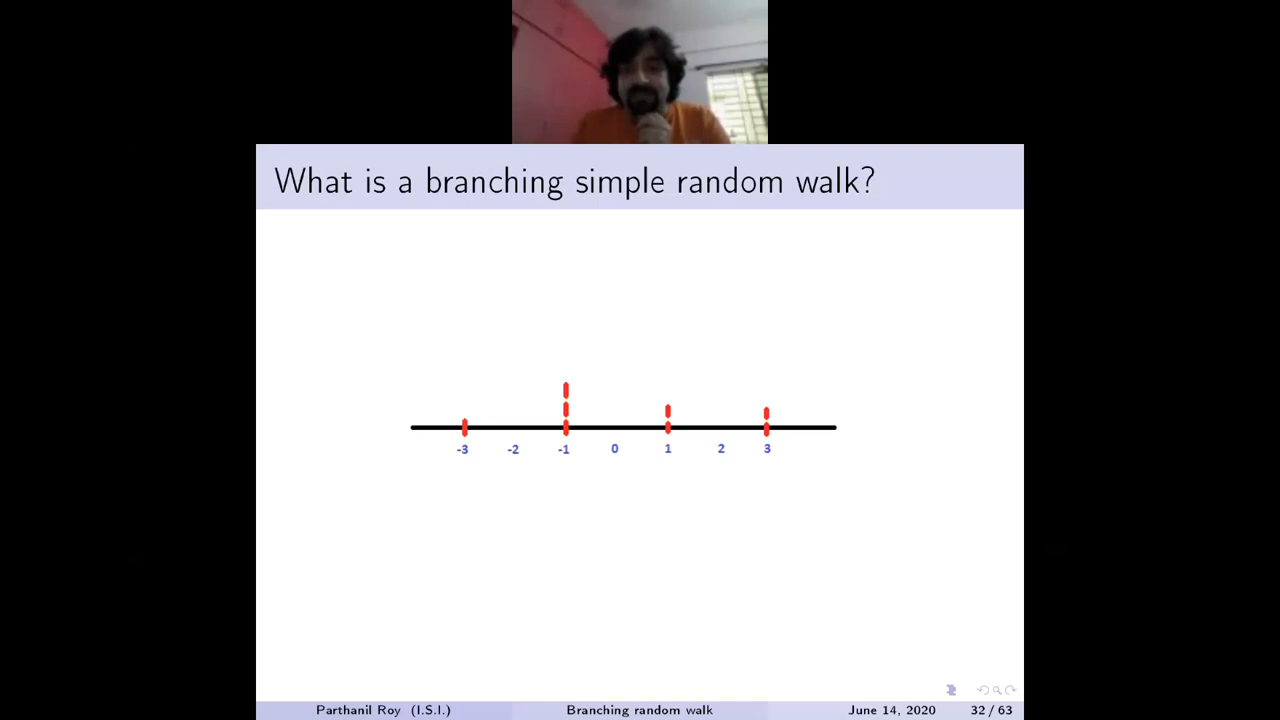 What is a branching simple random walk?
-3 -2 -1 0 1 2 3
Parthanil Roy (I.S.I.) Branching random walk June 14, 2020 32 / 63